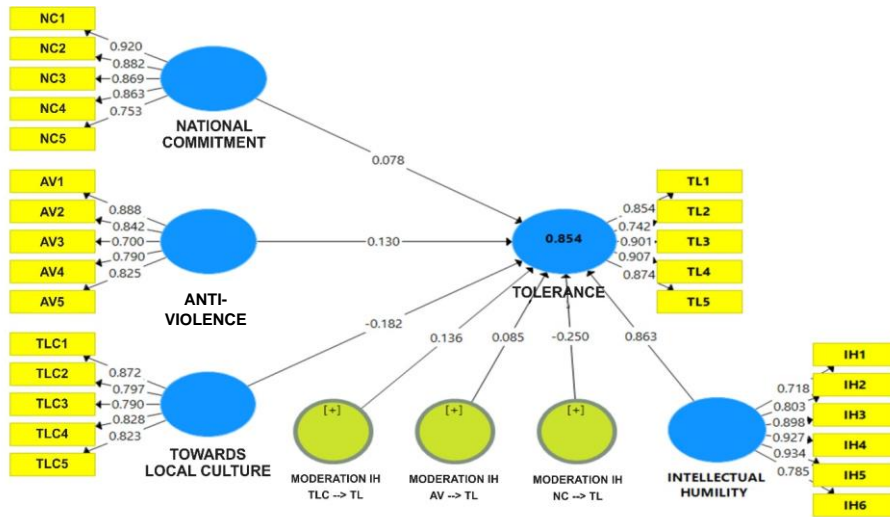 NC1
NC2
NC3
NC4
NC5
0.920
0.882
0.869
0.863
0.753
NATIONAL
COMMITMENT
0.078
AV1
AV2
AV3
AV4
AV5
0.888
0.842
0.700
0.790
0.825
ANTI-
VIOLENCE
0.130
0.854
TOLERANCE
0.854
0.742
0.901
0.907
0.874
TL1
TL2
TL3
TL4
TL5
TLC1
TLC2
TLC3
TLC4
TLC5
0.872
0.797
0.790
0.828
0.823
TOWARDS
LOCAL CULTURE
-0.182
0.136
0.085
-0.250
0.863
[+]
MODERATION IH
TLC --> TL
[+]
MODERATION IH
AV --> TL
[+]
MODERATION IH
NC --> TL
INTELLECTUAL
HUMILITY
0.718
0.803
0.898
0.927
0.934
0.785
IH1
IH2
IH3
IH4
IH5
IH6